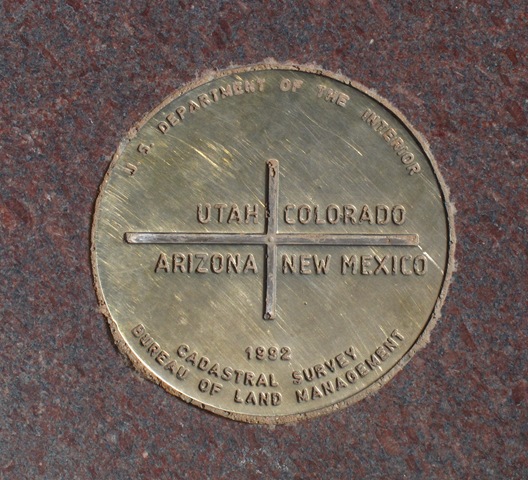 U. S. DEPARTMENT OF THE INTERIOR
UTAH COLORADO
ARIZONA NEW MEXICO
1992
CADASTRAL SURVEY
BUREAU OF LAND MANAGEMENT